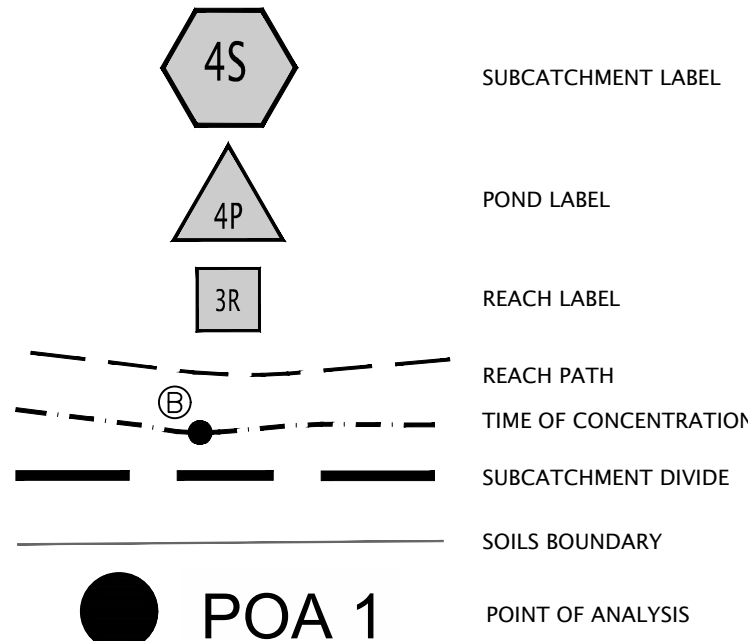 4S SUBCATCHMENT LABEL
4P POND LABEL
3R REACH LABEL
REACH PATH
B TIME OF CONCENTRATION
SUBCATCHMENT DIVIDE
SOILS BOUNDARY
POA 1 POINT OF ANALYSIS